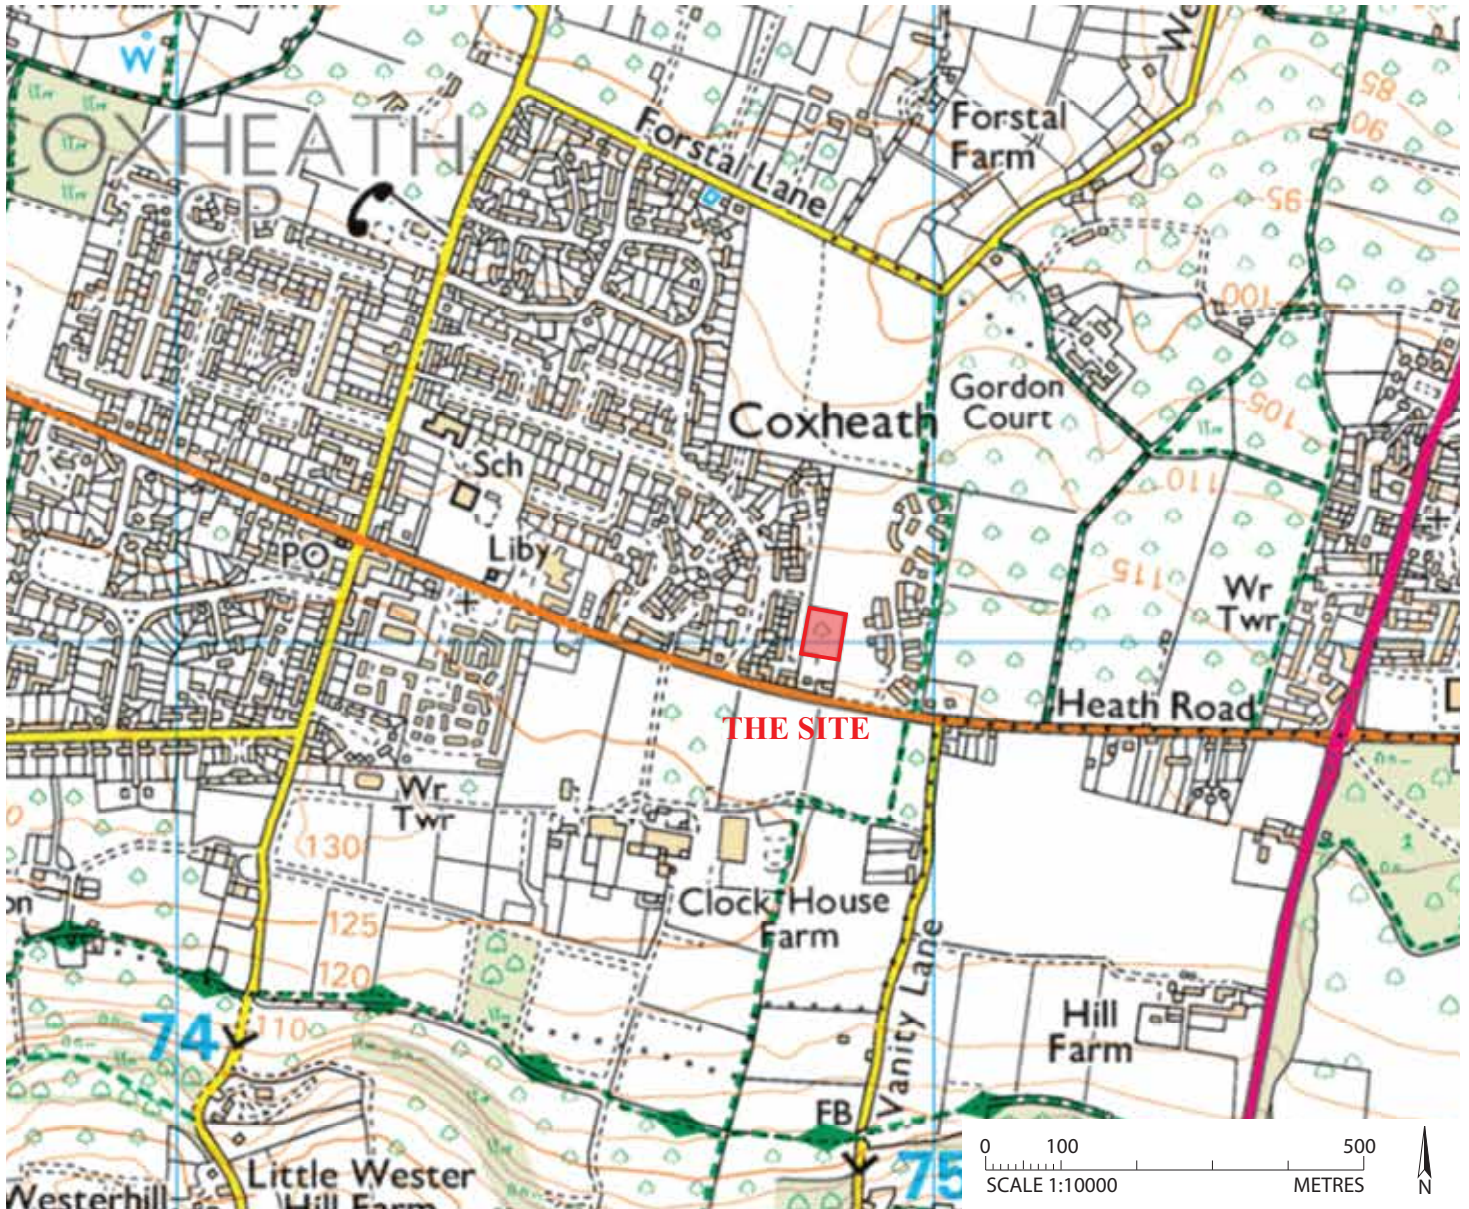 W
COXHEATH
CP
Forstal Lane
Forstal
Farm
85
90
95
100
Gordon
Court
105
Coxheath
110
Sch
115
Liby
PO
Wr
Twr
Heath Road
THE SITE
Wr
Twr
130
Clock House
Farm
125
120
Vanity Lane
Hill
Farm
74
110
FB
75
Little Wester
Hill Farm
Westerhill
0 100 500
SCALE 1:10000 METRES
N